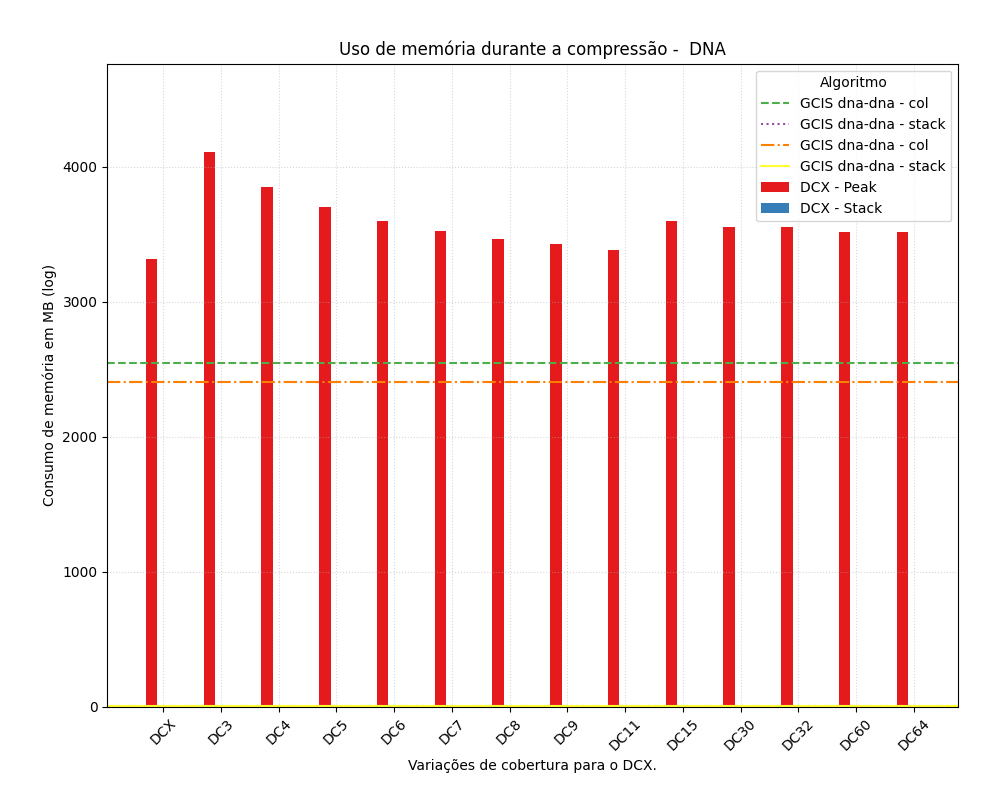 Uso de memória durante a compressão -  DNA
Algoritmo
GCIS dna-dna - col
GCIS dna-dna - stack
GCIS dna-dna - col
GCIS dna-dna - stack
DCX - Peak
DCX - Stack
Consumo de memória em MB (log)
4000
3000
2000
1000
0
DCX
DC3
DC4
DC5
DC6
DC7
DC8
DC9
DC11
DC15
DC30
DC32
DC60
DC64
Variações de cobertura para o DCX.